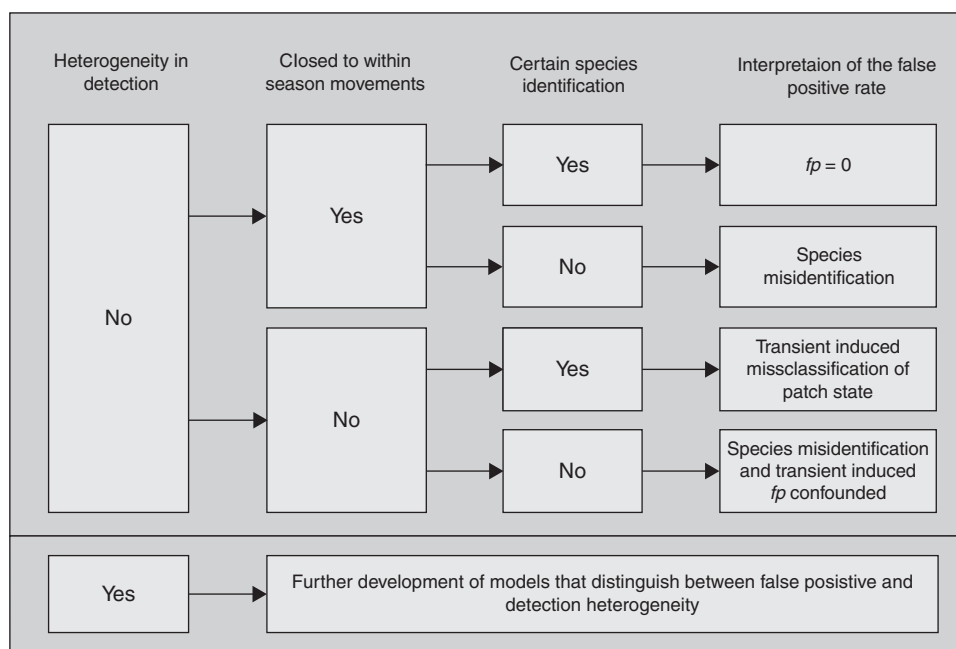 Heterogeneity in
detection
Closed to within
season movements
Certain species
identification
Interpretaion of the false
positive rate
No
Yes
Yes
fp = 0
No
Species
misidentification
No
Yes
Transient induced
missclassification of
patch state
No
Species misidentification
and transient induced
fp confounded
Yes
Further development of models that distinguish between false posistive and
detection heterogeneity